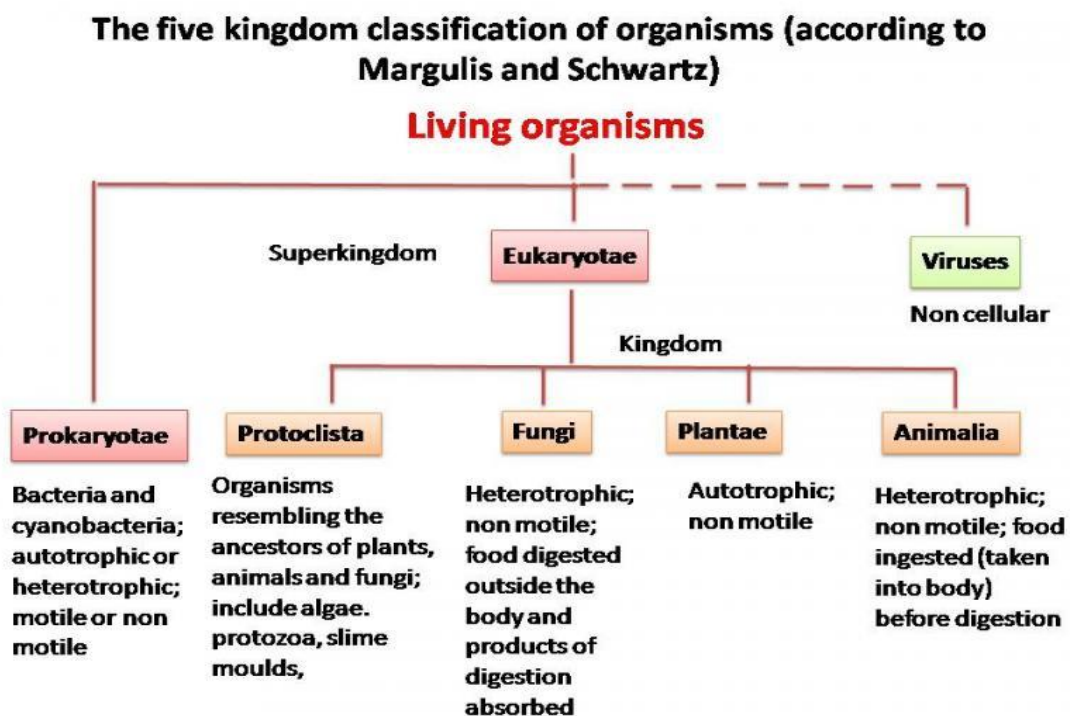 The five kingdom classification of organisms (according to
Margulis and Schwartz)
Living organisms
Superkingdom
Eukaryotae
Viruses
Non cellular
Kingdom
Prokaryotae
Bacteria and
cyanobacteria;
autotrophic or
heterotrophic;
motile or non
motile
Protoclista
Organisms
resembling the
ancestors of plants,
animals and fungi;
include algae.
protozoa, slime
moulds,
Fungi
Heterotrophic;
non motile;
food digested
outside the
body and
products of
digestion
absorbed
Plantae
Autotrophic;
non motile
Animalia
Heterotrophic;
non motile; food
ingested (taken
into body)
before digestion